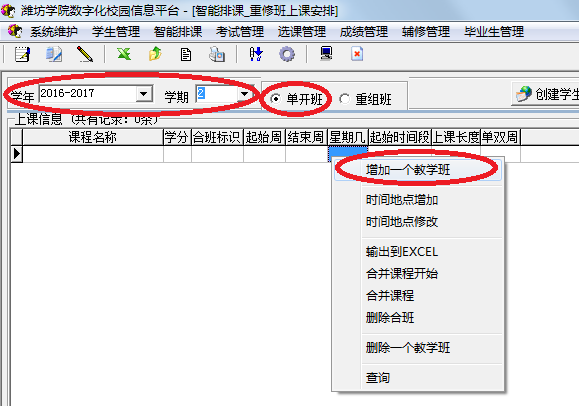 潍坊学院数字化校园信息平台 - [智能排课_重修班上课安排]
系统维护 学生管理 智能排课 考试管理 选课管理 成绩管理 辅修管理 毕业生管理
学年 2016-2017 学期 2 单开班 重组班 创建学生
上课信息（共有记录：0条）
课程名称 学分 合班标识 起始周 结束周 星期几 起始时间段 上课长度 单双周
增加一个教学班
时间地点增加
时间地点修改
输出到EXCEL
合并课程开始
合并课程
删除合班
删除一个教学班
查询